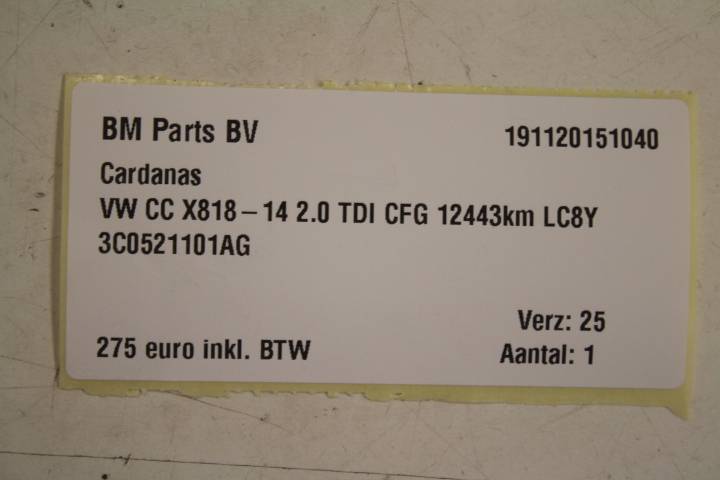 BM Parts BV 191120151040
Cardanas
VW CC X818-14 2.0 TDI CFG 12443km LC8Y
3C0521101AG
Verz: 25
275 euro inkl. BTW Aantal: 1